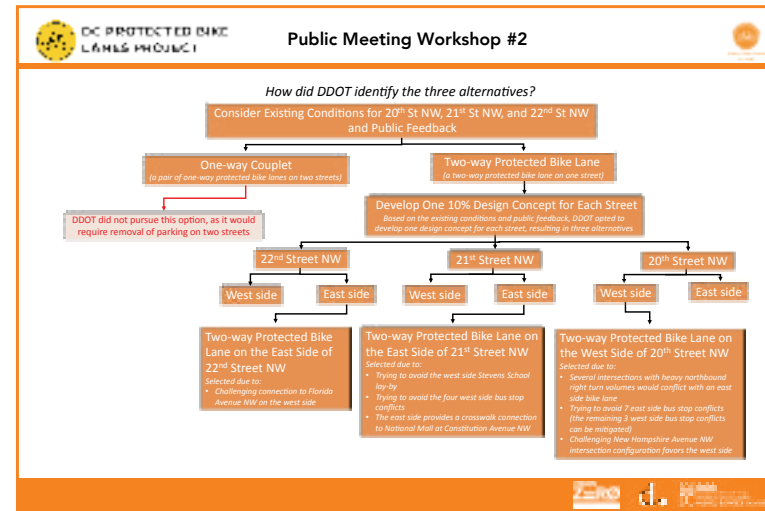 DC PROTECTED BIKE
LANES PROJECT
Public Meeting Workshop #2
How did DDOT identify the three alternatives?
Consider Existing Conditions for 20th St NW, 21st St NW, and 22nd St NW
and Public Feedback
One-way Couplet
(a pair of one-way protected bike lanes on two streets)
Two-way Protected Bike Lane
(a two-way protected bike lane on one street)
DDOT did not pursue this option, as it would
require removal of parking on two streets
Develop One 10% Design Concept for Each Street
Based on the existing conditions and public feedback, DDOT opted to
develop one design concept for each street, resulting in three alternatives
22nd Street NW
21st Street NW
20th Street NW
West side
East side
West side
East side
West side
East side
Two-way Protected Bike
Lane on the East Side of
22nd Street NW
Selected due to:
• Challenging connection to Florida
Avenue NW on the west side
Two-way Protected Bike Lane on
the East Side of 21st Street NW
Selected due to:
• Trying to avoid the west side Stevens School
lay-by
• Trying to avoid the four west side bus stop
conflicts
• The east side provides a crosswalk connection
to National Mall at Constitution Avenue NW
Two-way Protected Bike Lane on
the West Side of 20th Street NW
Selected due to:
• Several intersections with heavy northbound
right turn volumes would conflict with an east
side bike lane
• Trying to avoid 7 east side bus stop conflicts
(the remaining 3 west side bus stop conflicts
can be mitigated)
• Challenging New Hampshire Avenue NW
intersection configuration favors the west side
ZERO
d.